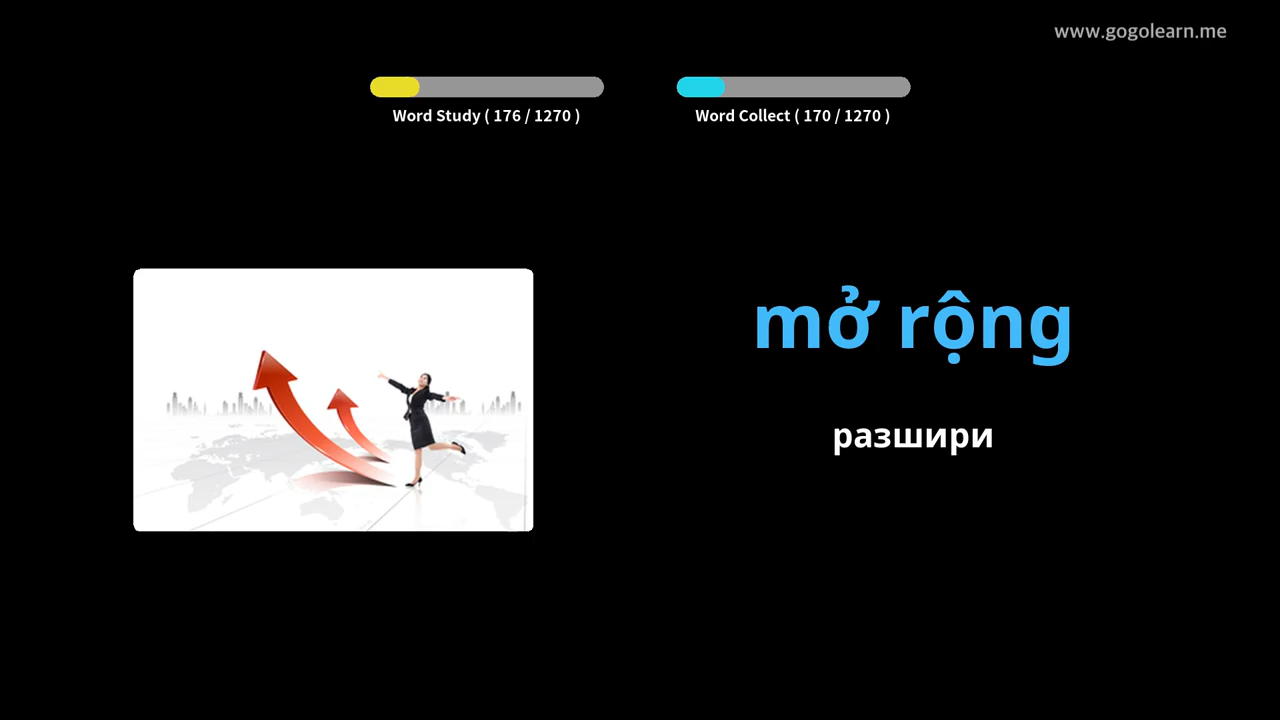 www.gogolearn.me
Word Study ( 176 / 1270 )
Word Collect ( 170 / 1270 )
mở rộng
разшири